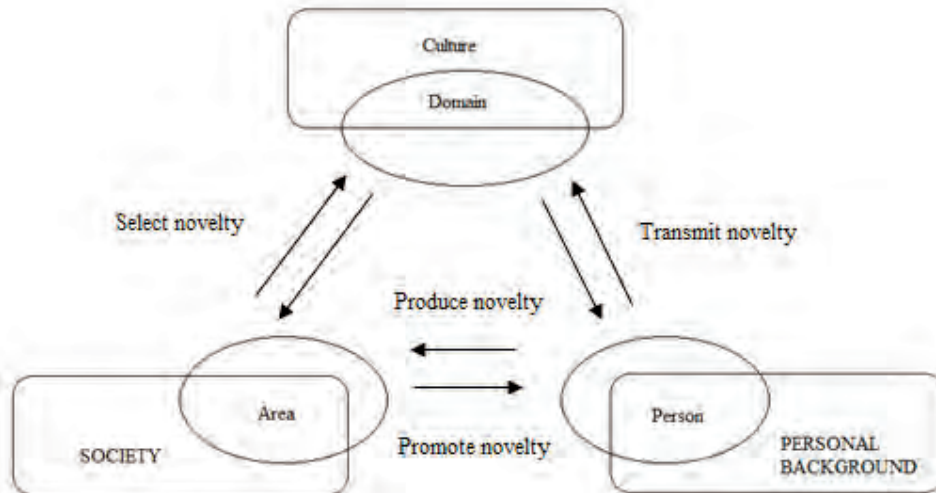 Culture
Domain
Select novelty
Transmit novelty
Produce novelty
Area
Person
Promote novelty
SOCIETY
PERSONAL
BACKGROUND